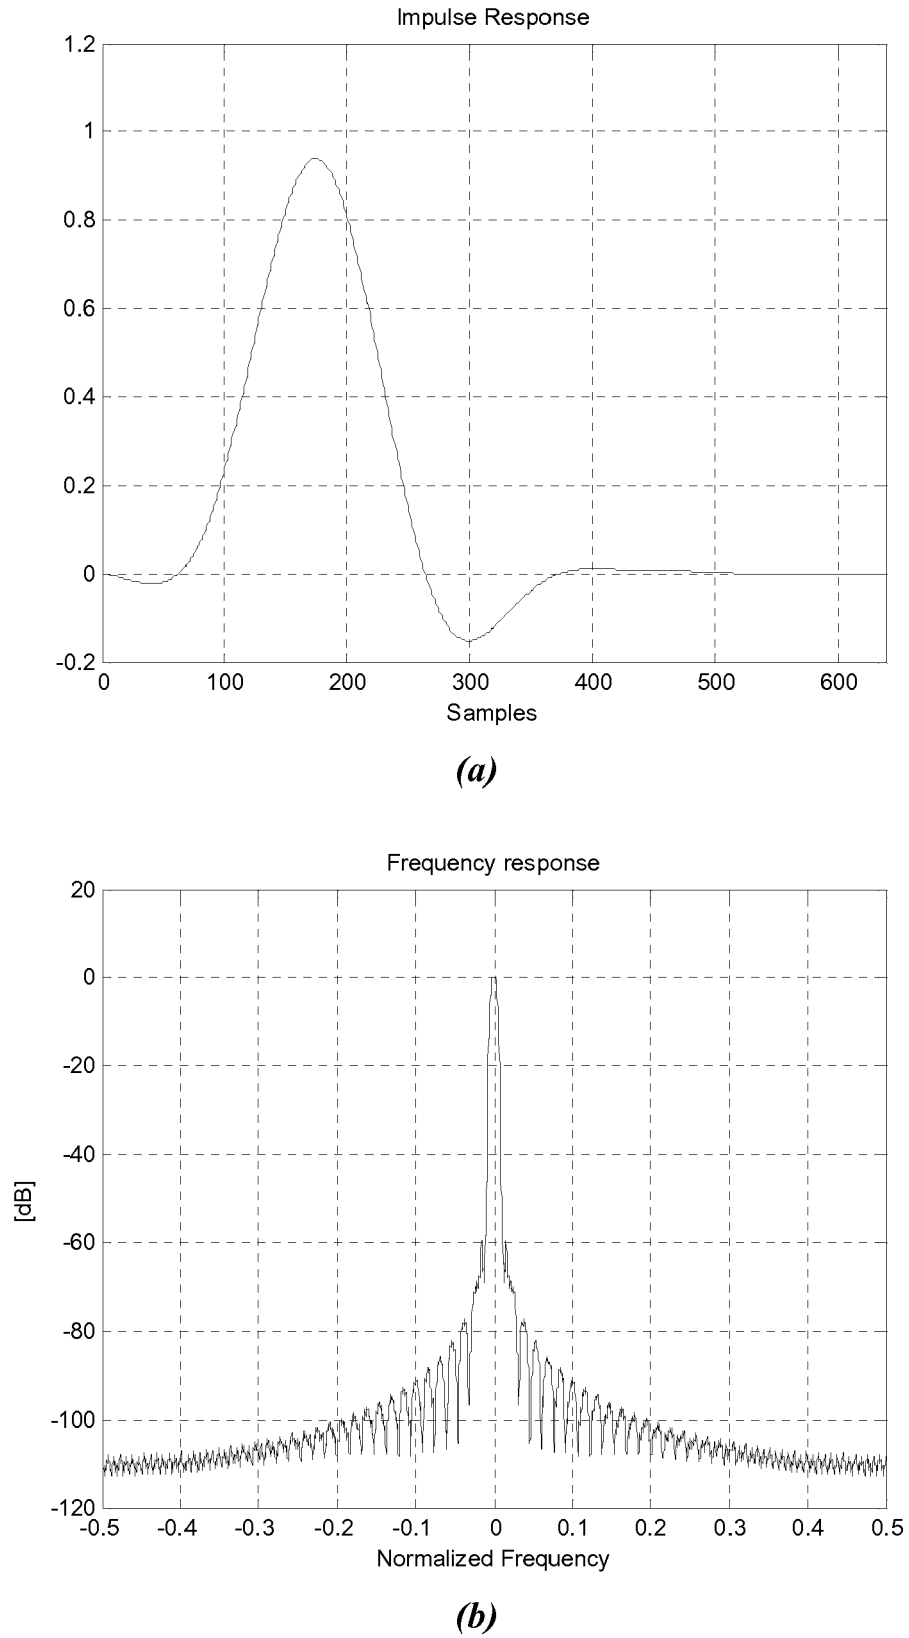 Impulse Response
1.2
1
0.8
0.6
0.4
0.2
0
-0.2
0 100 200 300 400 500 600
Samples
(a)
Frequency response
20
0
-20
-40
-60
-80
-100
-120
[dB]
-0.5 -0.4 -0.3 -0.2 -0.1 0 0.1 0.2 0.3 0.4 0.5
Normalized Frequency
(b)